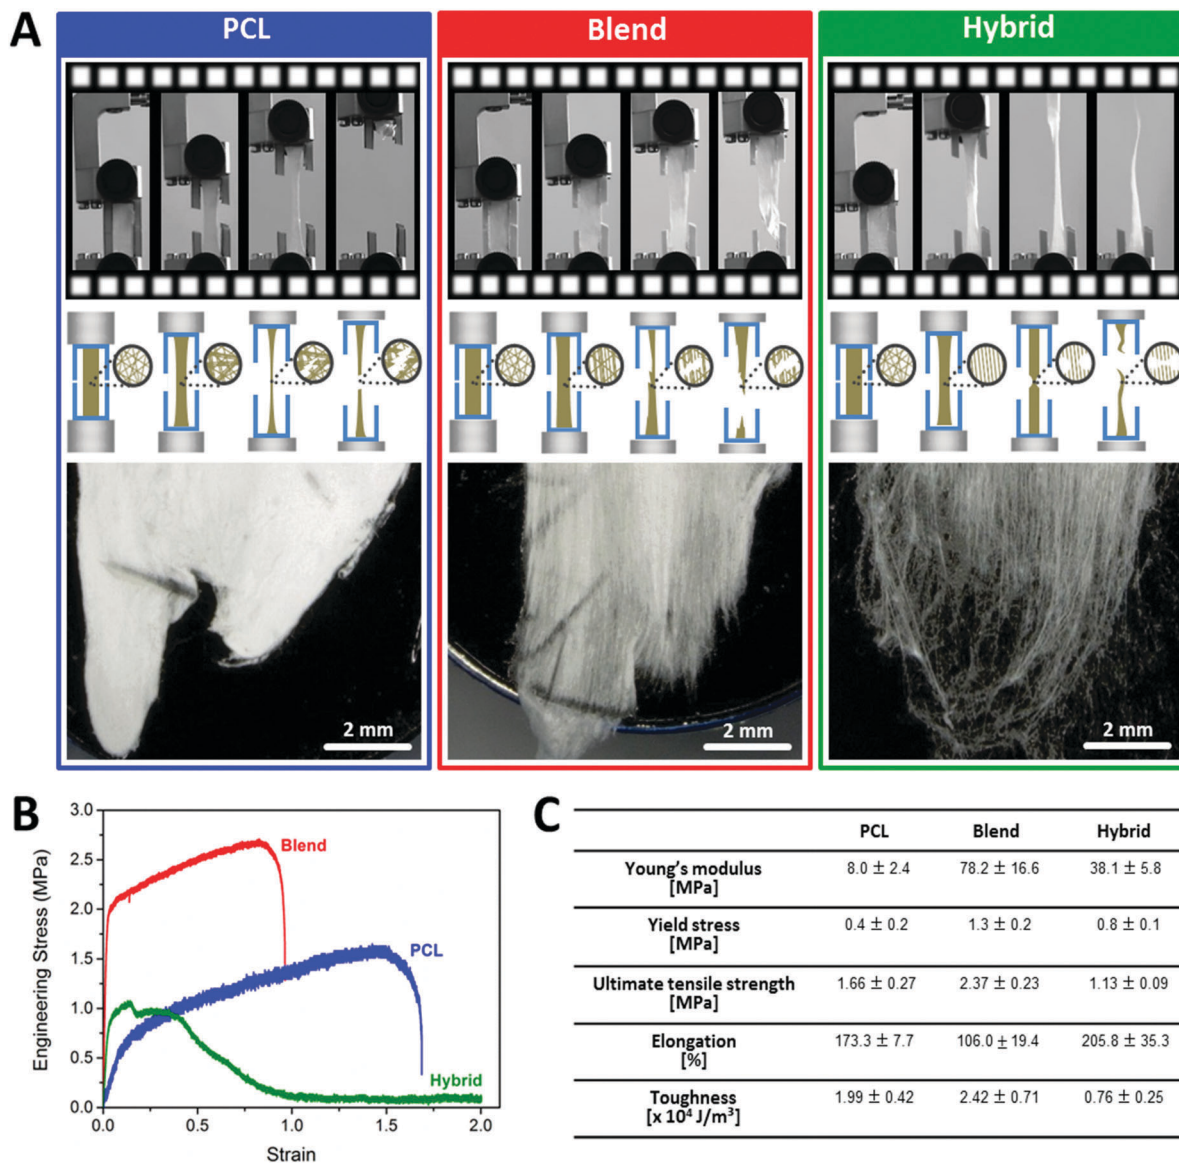 A
PCL
Blend
Hybrid
2 mm
2 mm
2 mm
B
3.0
2.5
2.0
1.5
1.0
0.5
0.0
Engineering Stress (MPa)
Blend
PCL
Hybrid
0.0
0.5
1.0
1.5
2.0
Strain
C
PCL Blend Hybrid
Young's modulus
[MPa]
8.0 ± 2.4 78.2 ± 16.6 38.1 ± 5.8
Yield stress
[MPa]
0.4 ± 0.2 1.3 ± 0.2 0.8 ± 0.1
Ultimate tensile strength
[MPa]
1.66 ± 0.27 2.37 ± 0.23 1.13 ± 0.09
Elongation
[%]
173.3 ± 7.7 106.0 ± 19.4 205.8 ± 35.3
Toughness
[x 10⁴ J/m³]
1.99 ± 0.42 2.42 ± 0.71 0.76 ± 0.25